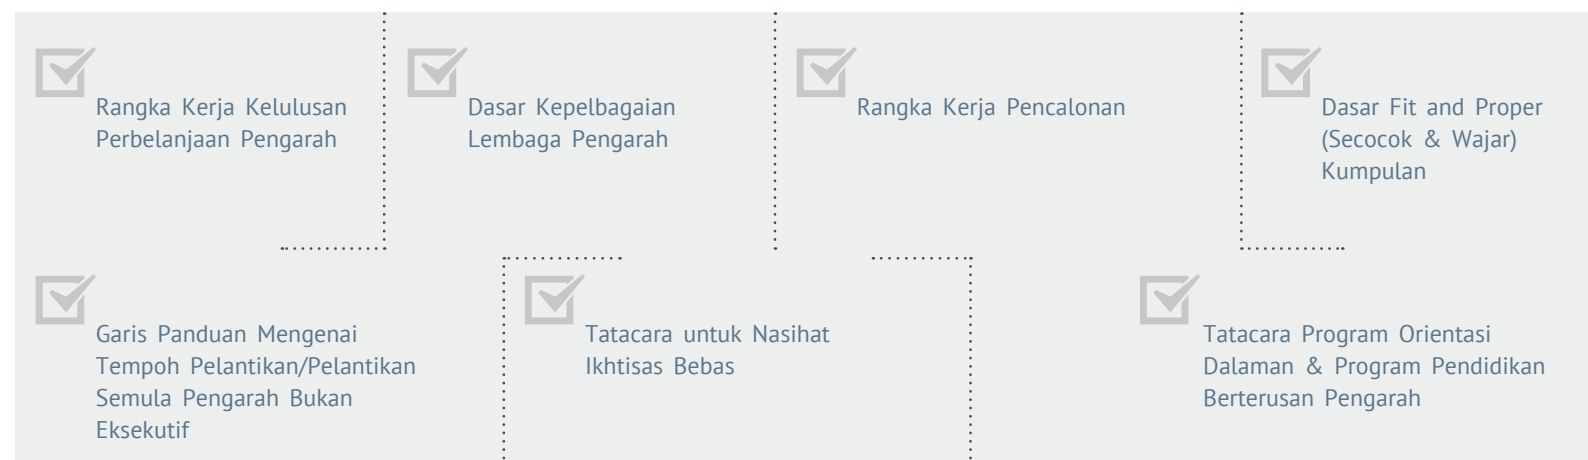 Rangka Kerja Kelulusan
Perbelanjaan Pengarah
Dasar Kepelbagaian
Lembaga Pengarah
Rangka Kerja Pencalonan
Dasar Fit and Proper
(Secocok & Wajar)
Kumpulan
Garis Panduan Mengenai
Tempoh Pelantikan/Pelantikan
Semula Pengarah Bukan
Eksekutif
Tatacara untuk Nasihat
Ikhtisas Bebas
Tatacara Program Orientasi
Dalaman & Program Pendidikan
Berterusan Pengarah